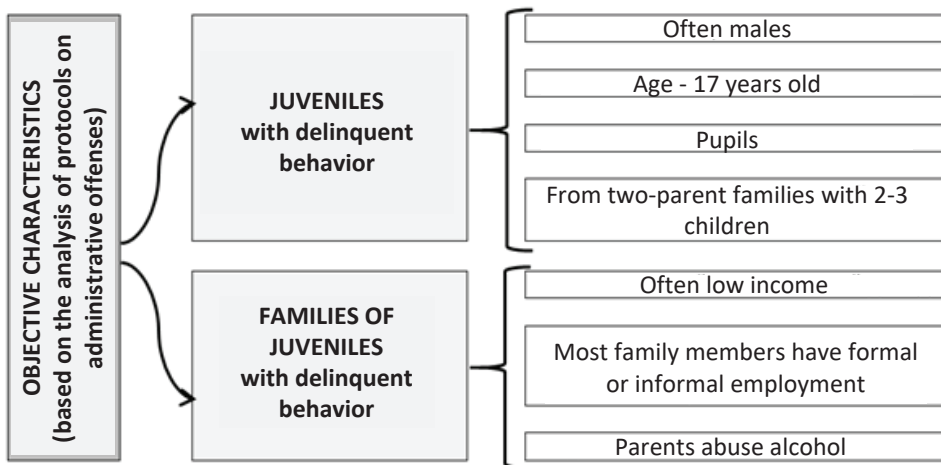 OBJECTIVE CHARACTERISTICS
(based on the analysis of protocols on
administrative offenses)
JUVENILES
with delinquent
behavior
Often males
Age - 17 years old
Pupils
From two-parent families with 2-3
children
FAMILIES OF
JUVENILES
with delinquent
behavior
Often low income
Most family members have formal
or informal employment
Parents abuse alcohol